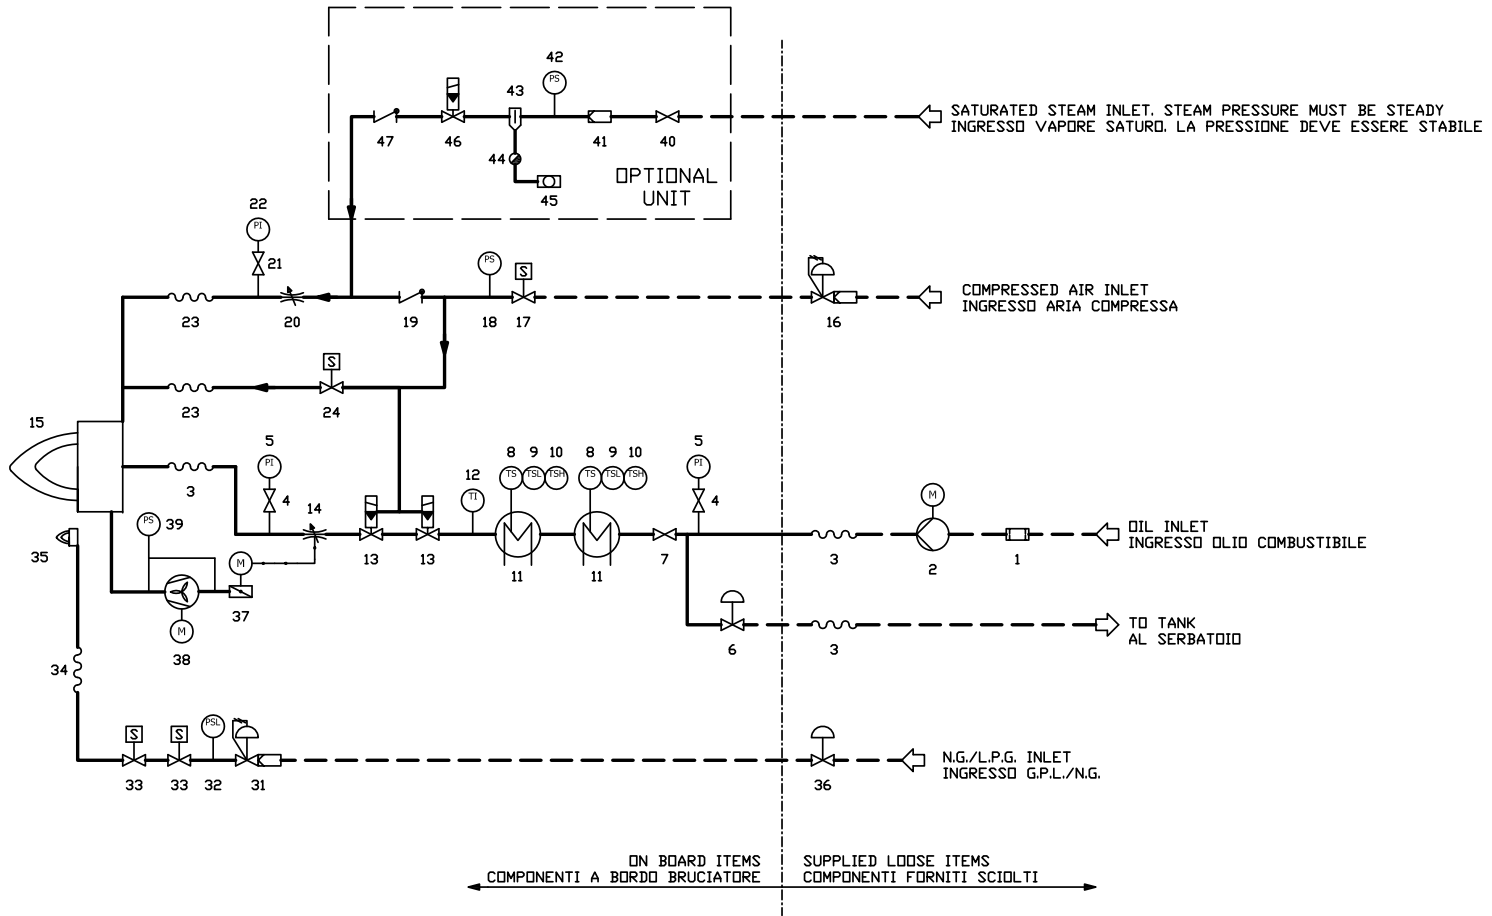 42
PS
43
47
46
44
41
40
45
OPTIONAL
UNIT
SATURATED STEAM INLET. STEAM PRESSURE MUST BE STEADY
INGRESSO VAPORE SATURO. LA PRESSIONE DEVE ESSERE STABILE
22
PI
21
PS
S
23
20
19
18
17
16
COMPRESSED AIR INLET
INGRESSO ARIA COMPRESSA
S
23
24
15
5
PI
4
3
14
12
TI
8
9
10
TS
TSL
TSH
8
9
10
TS
TSL
TSH
5
PI
4
M
13
13
11
11
7
3
2
1
OIL INLET
INGRESSO OLIO COMBUSTIBILE
PS
39
35
M
37
M
38
6
3
TO TANK
AL SERBATOIO
34
S
S
PSL
33
33
32
31
36
N.G./L.P.G. INLET
INGRESSO G.P.L./N.G.
ON BOARD ITEMS
COMPONENTI A BORDO BRUCIATORE
SUPPLIED LOOSE ITEMS
COMPONENTI FORNITI SCIOLTI